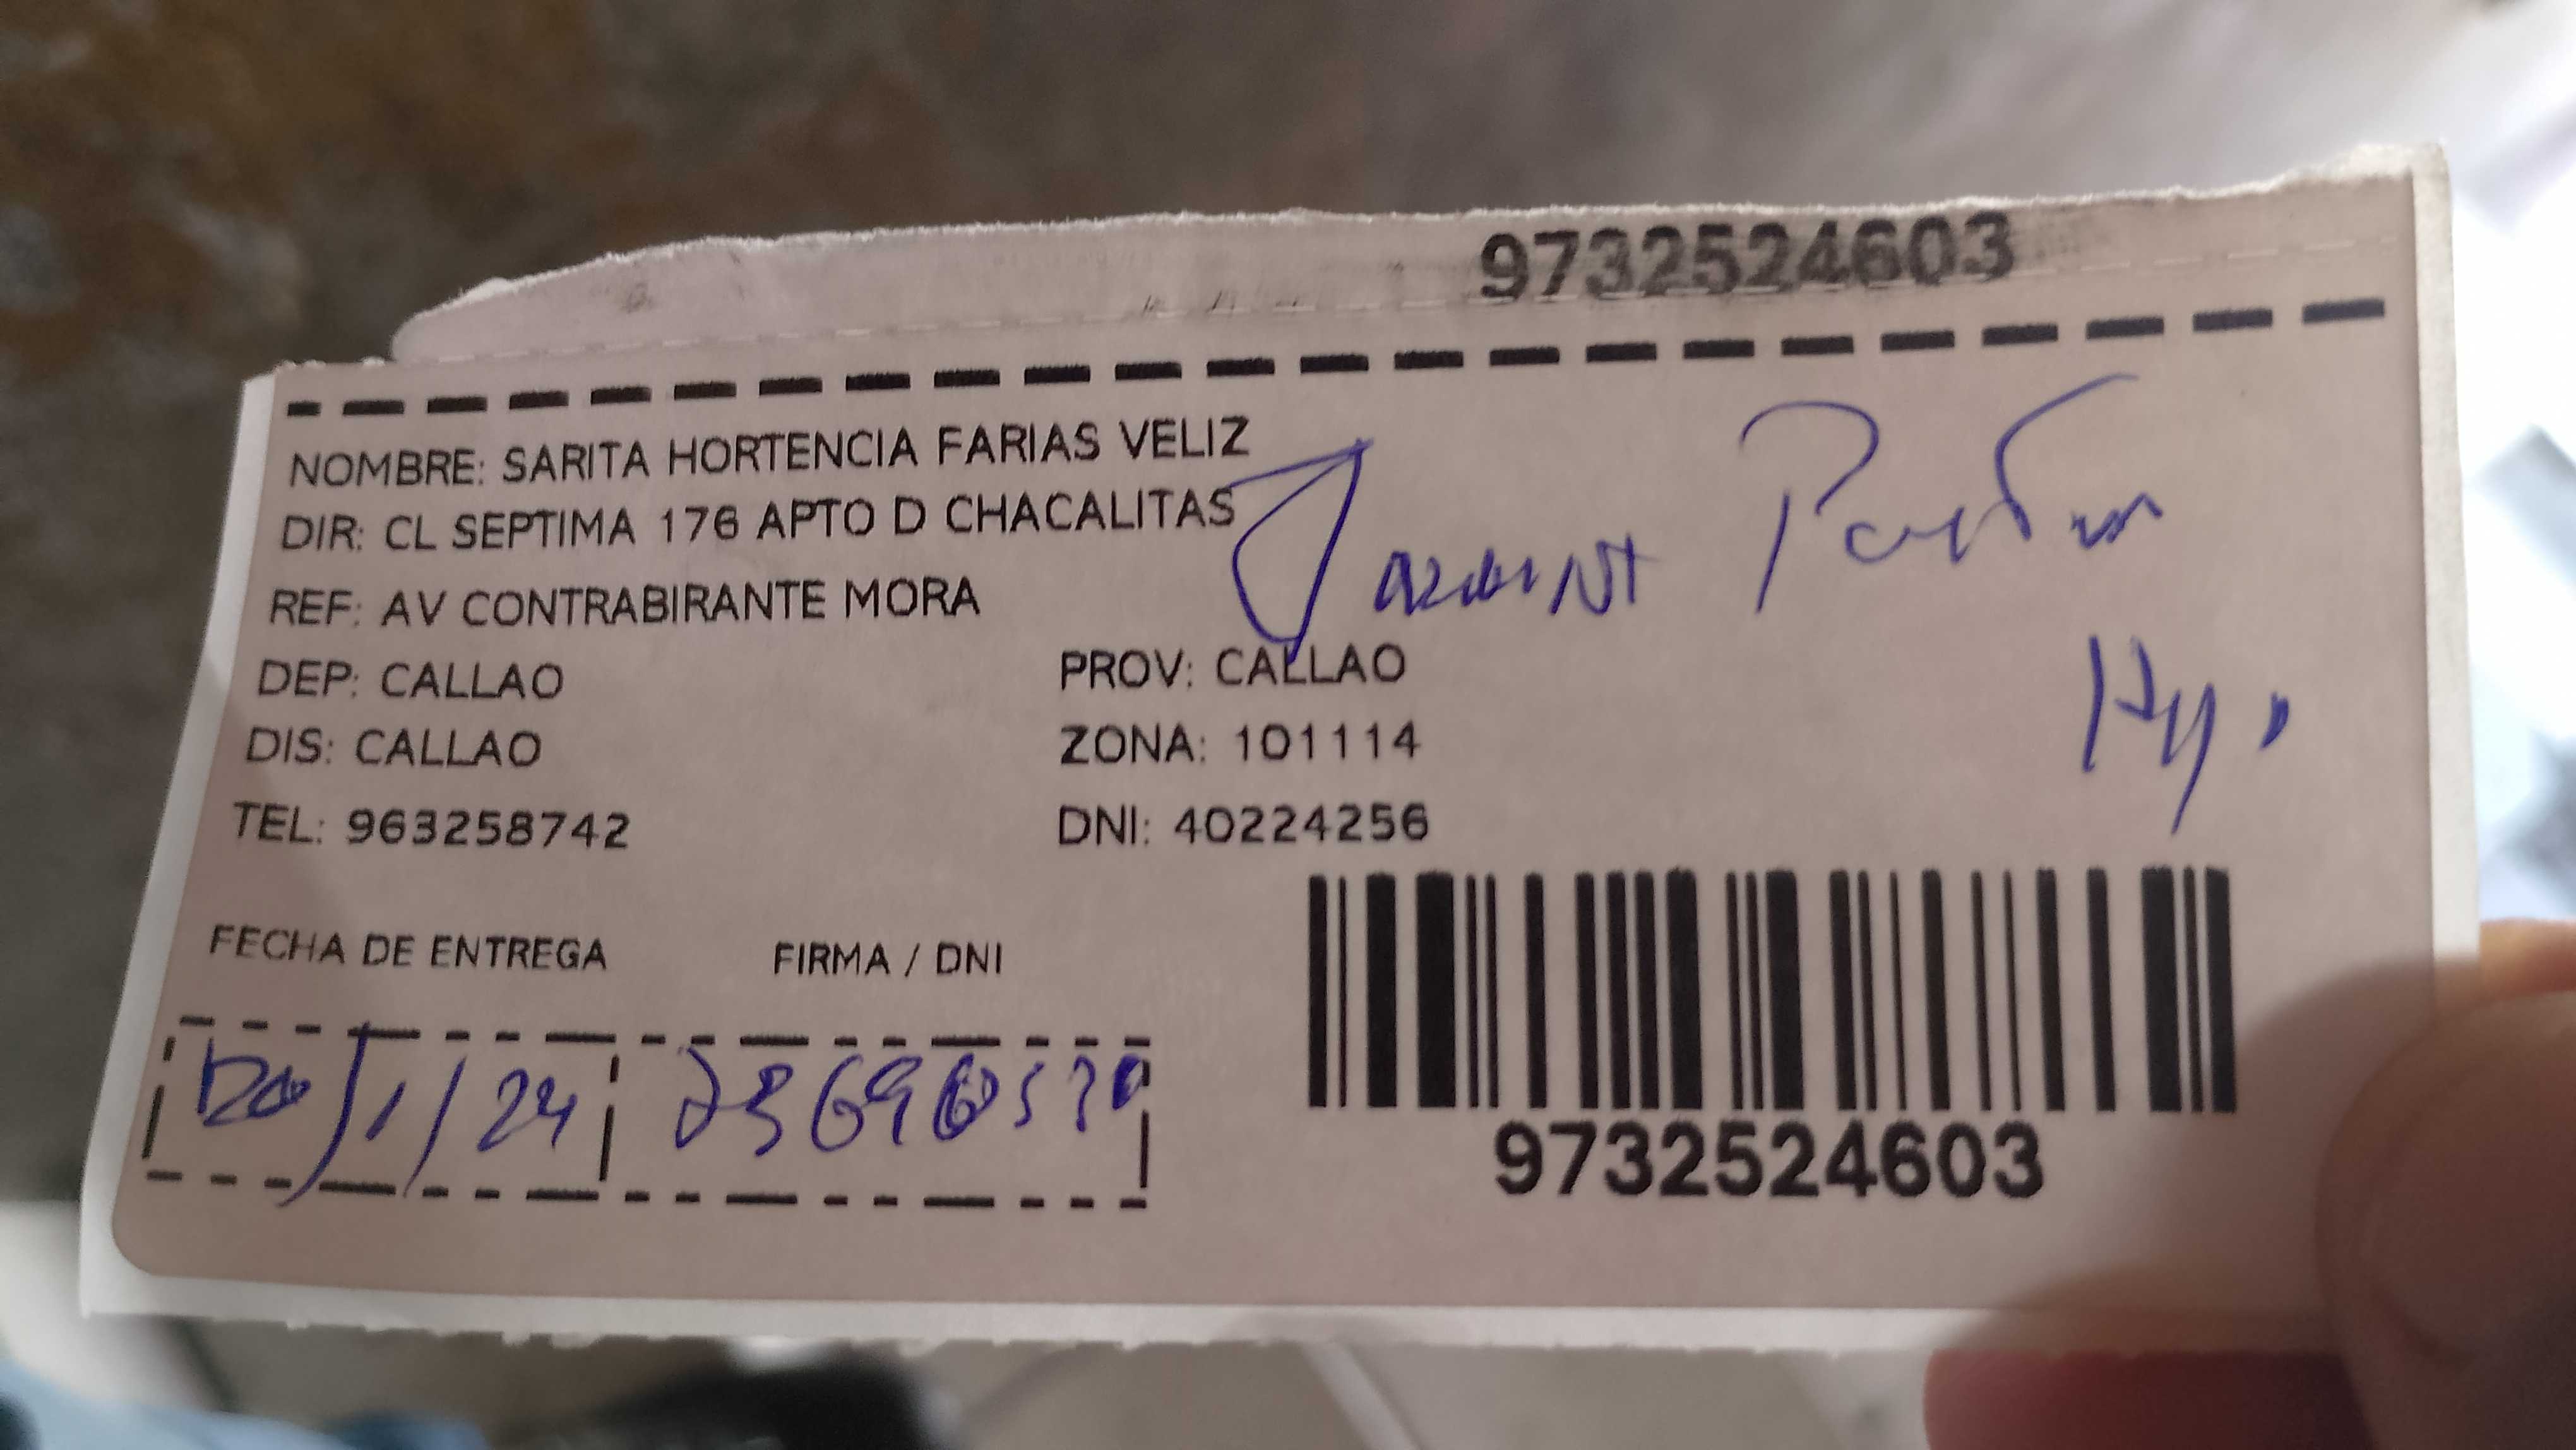 9732524603
NOMBRE: SARITA HORTENCIA FARIAS VELIZ
DIR: CL SEPTIMA 176 APTO D CHACALITAS
REF: AV CONTRABIRANTE MORA
DEP: CALLAO PROV: CALLAO
DIS: CALLAO ZONA: 101114
TEL: 963258742 DNI: 40224256
FECHA DE ENTREGA FIRMA / DNI
9732524603